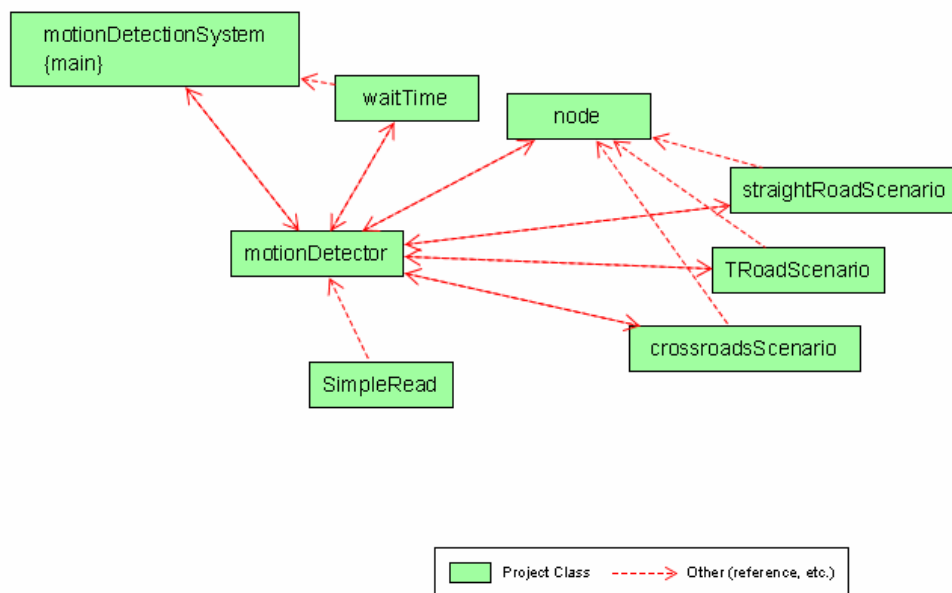 motionDetectionSystem
{main}
waitTime
node
straightRoadScenario
motionDetector
TRoadScenario
crossroadsScenario
SimpleRead
Project Class
Other (reference, etc.)